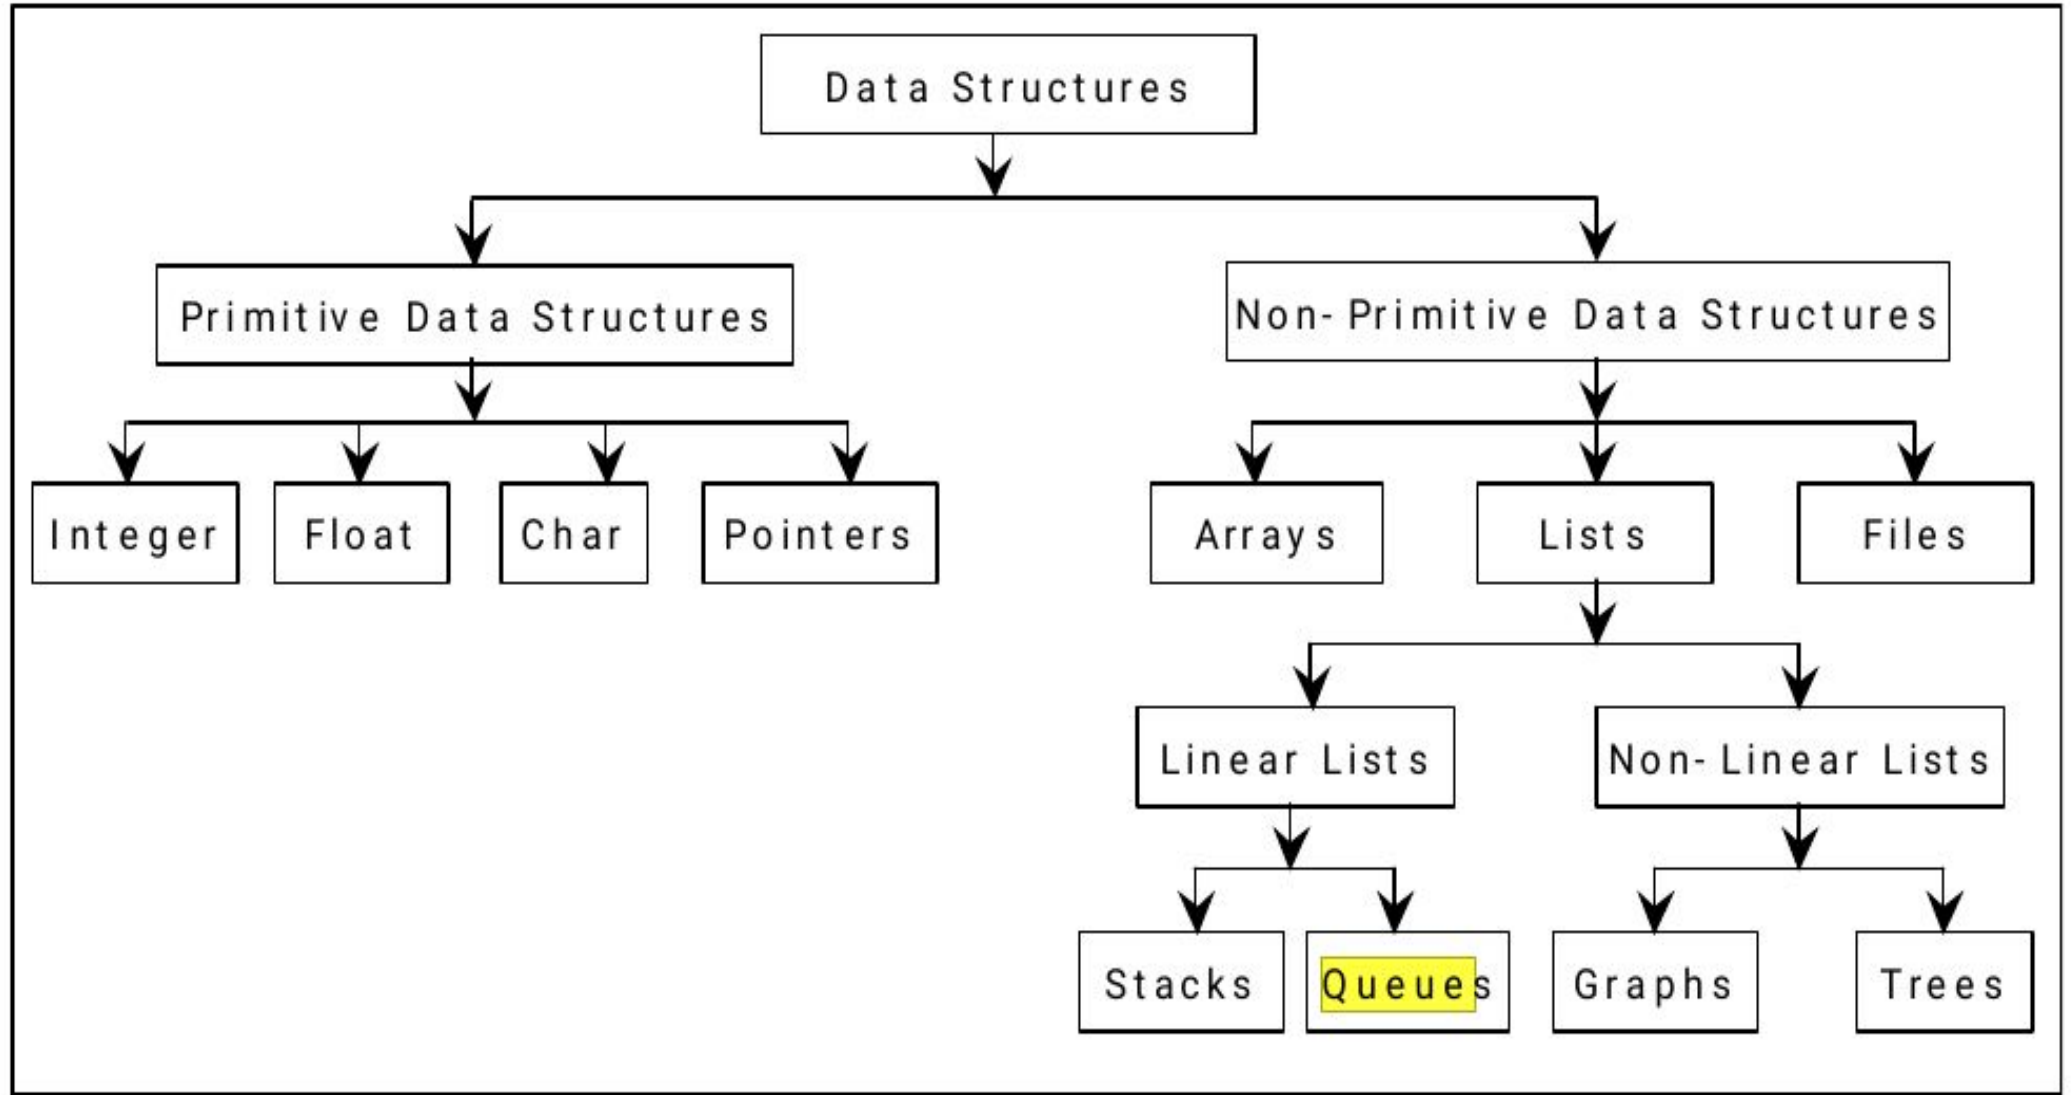 Data Structures
Primitive Data Structures
Non-Primitive Data Structures
Integer
Float
Char
Pointers
Arrays
Lists
Files
Linear Lists
Non-Linear Lists
Stacks
Queues
Graphs
Trees